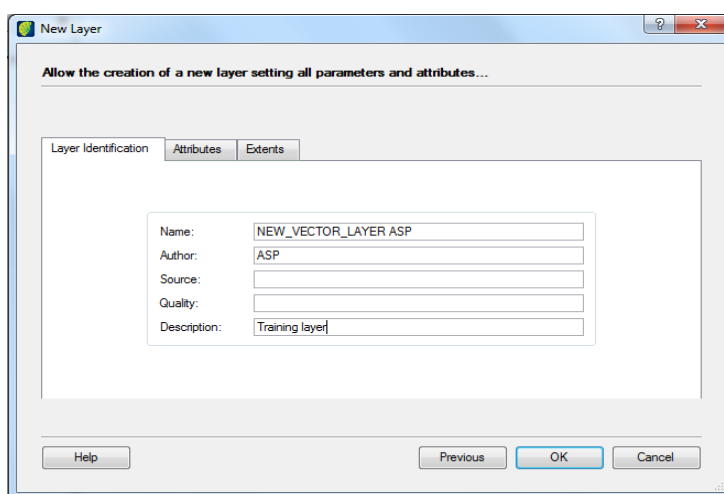 New Layer
Allow the creation of a new layer setting all parameters and attributes...
Layer Identification Attributes Extents
Name: NEW_VECTOR_LAYER ASP
Author: ASP
Source:
Quality:
Description: Training layer
Help Previous OK Cancel